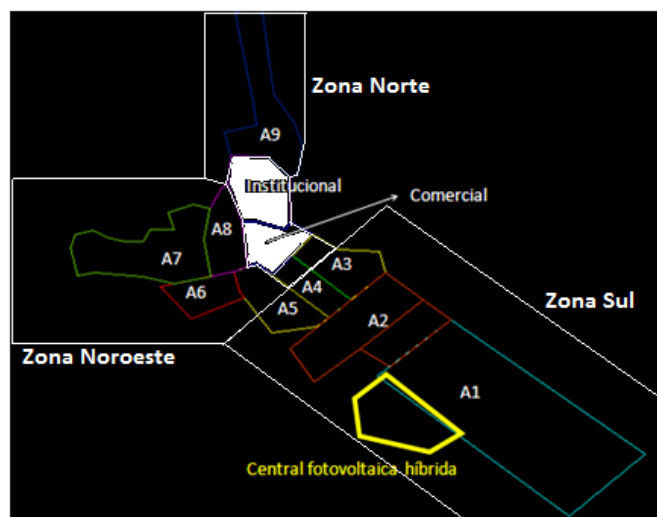 Zona Norte
A9
Institucional
Comercial
A8
A7
A3
A4
A6
A5
Zona Sul
A2
Zona Noroeste
A1
Central fotovoltaica híbrida